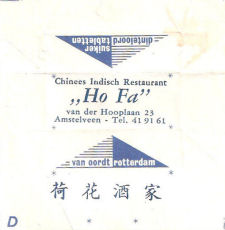 suiker dinteloord
tabletten
Chinees Indisch Restaurant
„Ho Fa”
van der Hooplaan 23
Amstelveen - Tel. 41 91 61
van oordt rotterdam
荷花酒家
D